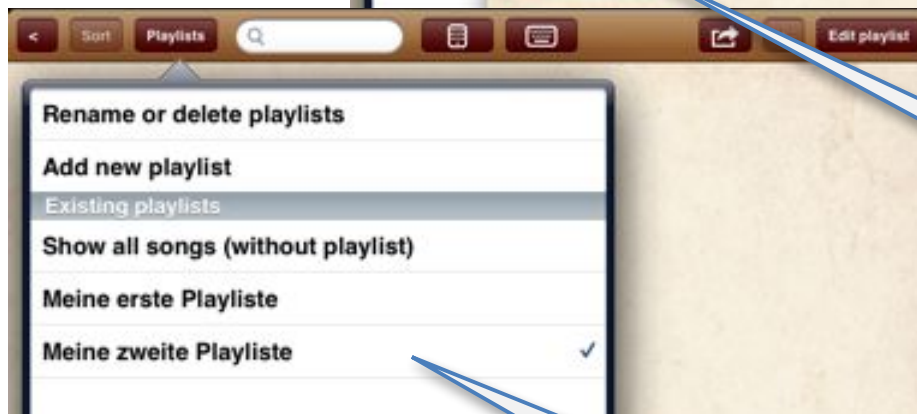 < Sort Playlists Edit playlist
Rename or delete playlists
Add new playlist
Existing playlists
Show all songs (without playlist)
Meine erste Playliste
Meine zweite Playliste